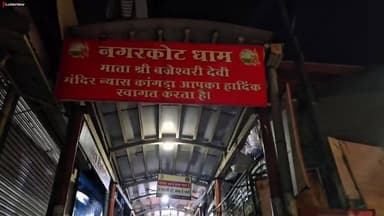 नगरकोट धाम
माता श्री बज्रेश्वरी देवी
मंदिर न्यास कांगड़ा आपका हार्दिक
स्वागत करता है।